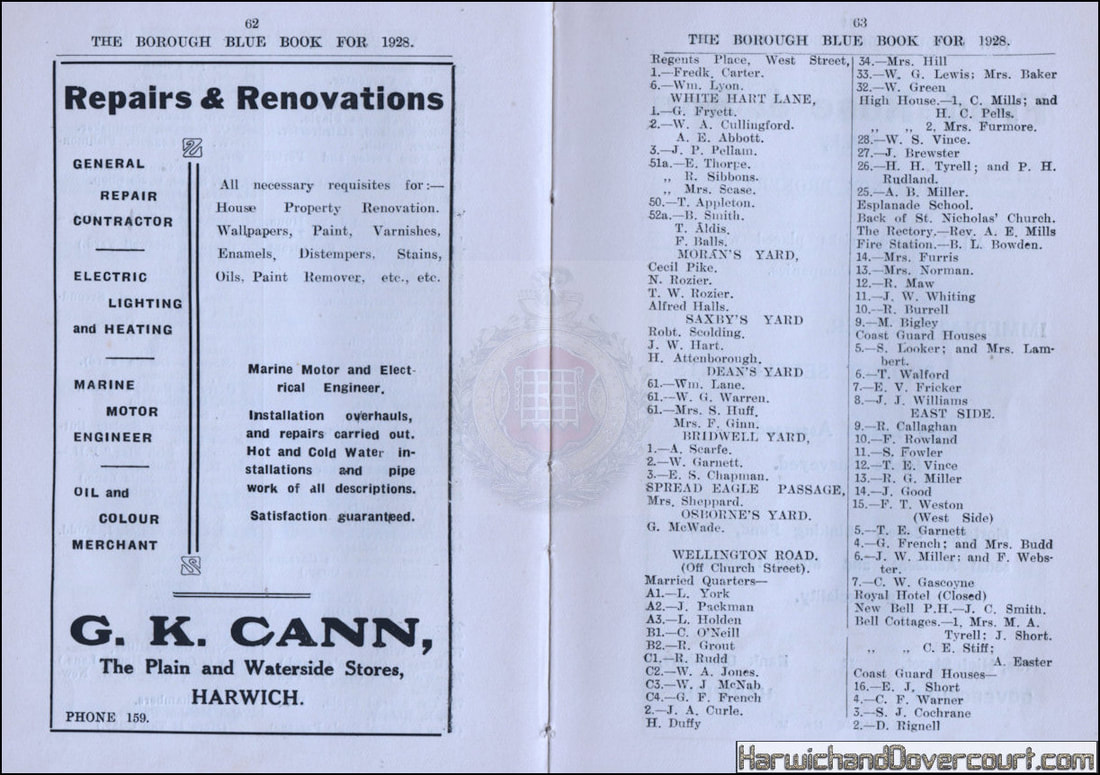 62
THE BOROUGH BLUE BOOK FOR 1928.
Repairs & Renovations
GENERAL
REPAIR
CONTRACTOR
ELECTRIC
LIGHTING
and HEATING
MARINE
MOTOR
ENGINEER
OIL and
COLOUR
MERCHANT
All necessary requisites for:—
House Property Renovation.
Wallpapers, Paint, Varnishes,
Enamels, Distempers, Stains,
Oils, Paint Remover, etc., etc.
Marine Motor and Elect-
rical Engineer.
Installation overhauls,
and repairs carried out.
Hot and Cold Water in-
stallations and pipe
work of all descriptions.
Satisfaction guaranteed.
G. K. CANN,
The Plain and Waterside Stores,
HARWICH.
PHONE 159.
63
THE BOROUGH BLUE BOOK FOR 1928.
Regents Place, West Street,
1.—Fredk. Carter.
6.—Wm. Lyon.
WHITE HART LANE,
1.—G. Fryett.
2.—W. A. Cullingford.
A. E. Abbott.
3.—J. P. Pellam.
51a.—E. Thorpe.
„ R. Sibbons.
„ Mrs. Scase.
50.—T. Appleton.
52a.—B. Smith.
T. Aldis.
F. Balls.
MORAN'S YARD,
Cecil Pike.
N. Rozier.
T. W. Rozier.
Alfred Halls.
SAXBY'S YARD
Robt. Scolding.
J. W. Hart.
H. Attenborough.
DEAN'S YARD
61.—Wm. Lane.
61.—W. G. Warren.
61.—Mrs. S. Huff.
Mrs. F. Ginn.
BRIDWELL YARD,
1.—A. Scarfe.
2.—W. Garnett.
3.—E. S. Chapman.
SPREAD EAGLE PASSAGE,
Mrs. Sheppard.
OSBORNE'S YARD.
G. McWade.
WELLINGTON ROAD.
(Off Church Street).
Married Quarters—
A1.—L. York
A2.—J. Packman
A3.—L. Holden
B1.—C. O'Neill
B2.—R. Grout
C1.—R. Rudd
C2.—W. A. Jones.
C3.—W. J McNab
C4.—G. F. French
2.—J. A. Curle.
H. Duffy
34.—Mrs. Hill
33.—W. G. Lewis; Mrs. Baker
32.—W. Green
High House.—1, C. Mills; and
H. C. Pells.
„ „ 2, Mrs. Furmore.
28.—W. S. Vince.
27.—J. Brewster
26.—H. H. Tyrell; and P. H.
Rudland.
25.—A. B. Miller.
Esplanade School.
Back of St. Nicholas' Church.
The Rectory.—Rev. A. E. Mills
Fire Station.—B. L. Bowden.
14.—Mrs. Furris
13.—Mrs. Norman.
12.—R. Maw
11.—J. W. Whiting
10.—R. Burrell
9.—M. Bigley
Coast Guard Houses
5.—S. Looker; and Mrs. Lam-
bert.
6.—T. Walford
7.—E. V. Fricker
8.—J. J. Williams
EAST SIDE.
9.—R. Callaghan
10.—F. Rowland
11.—S. Fowler
12.—T. E. Vince
13.—R. G. Miller
14.—J. Good
15.—F. T. Weston
(West Side)
5.—T. E. Garnett
4.—G. French; and Mrs. Budd
6.—J. W. Miller; and F. Webs-
ter.
7.—C. W. Gascoyne
Royal Hotel (Closed)
New Bell P.H.—J. C. Smith.
Bell Cottages.—1, Mrs. M. A.
Tyrell; J. Short.
„ „ C. E. Stiff;
A. Easter
Coast Guard Houses—
16.—E. J. Short
4.—C. F. Warner
3.—S. J. Cochrane
2.—D. Rignell
HarwichandDovercourt.com